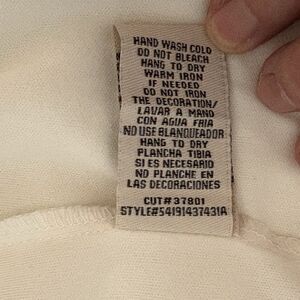 HAND WASH COLD
DO NOT BLEACH
HANG TO DRY
WARM IRON
IF NEEDED
DO NOT IRON
THE DECORATION/
LAVAR A MANO
CON AGUA FRIA
NO USE BLANQUEADOR
HANG TO DRY
PLANCHA TIBIA
SI ES NECESARIO
NO PLANCHE EN
LAS DECORACIONES
CUT#37801
STYLE#54191437431A